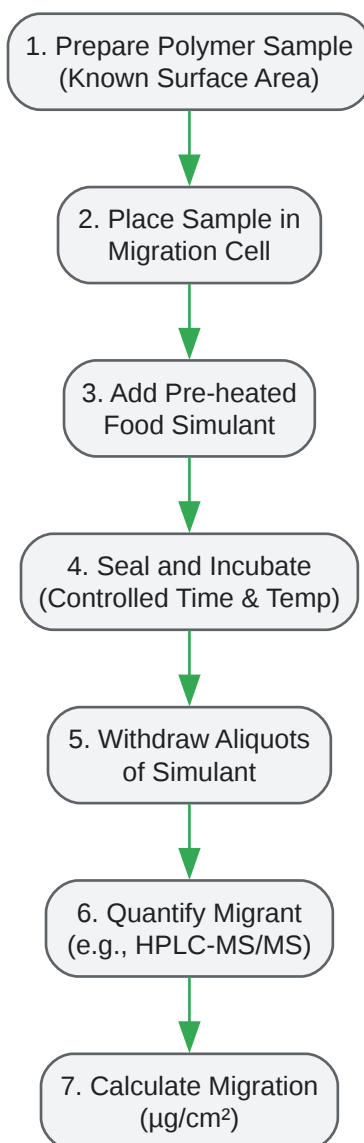 1. Prepare Polymer Sample
(Known Surface Area)
2. Place Sample in
Migration Cell
3. Add Pre-heated
Food Simulant
4. Seal and Incubate
(Controlled Time & Temp)
5. Withdraw Aliquots
of Simulant
6. Quantify Migrant
(e.g., HPLC-MS/MS)
7. Calculate Migration
(µg/cm²)